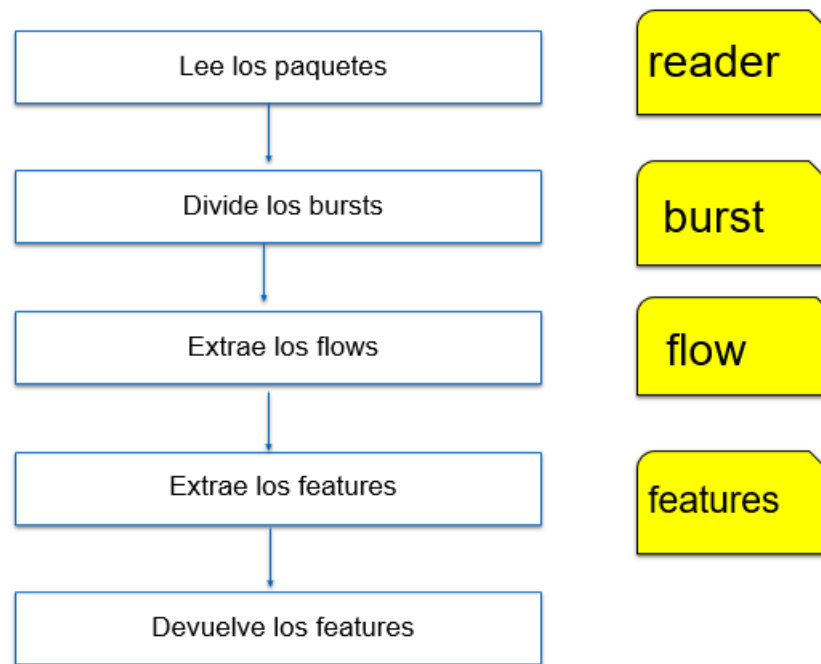 Lee los paquetes
reader
Divide los bursts
burst
Extrae los flows
flow
Extrae los features
features
Devuelve los features